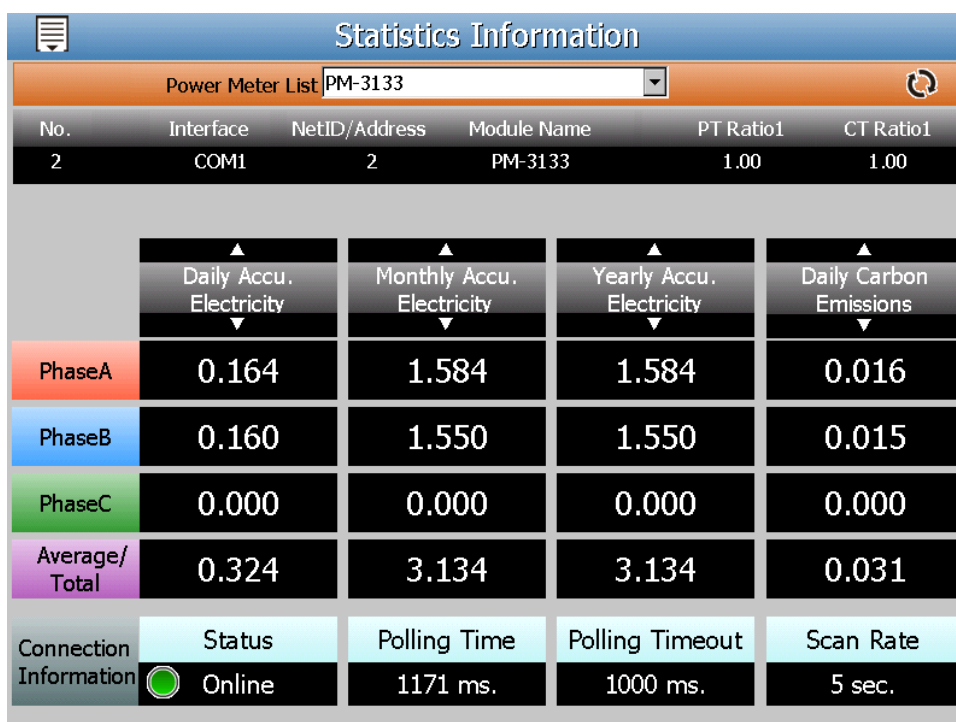 Statistics Information
Power Meter List PM-3133
No. Interface NetID/Address Module Name PT Ratio1 CT Ratio1
2 COM1 2 PM-3133 1.00 1.00
Daily Accu. Monthly Accu. Yearly Accu. Daily Carbon
Electricity Electricity Electricity Emissions
PhaseA 0.164 1.584 1.584 0.016
PhaseB 0.160 1.550 1.550 0.015
PhaseC 0.000 0.000 0.000 0.000
Average/
Total 0.324 3.134 3.134 0.031
Connection Information
Status Polling Time Polling Timeout Scan Rate
Online 1171 ms. 1000 ms. 5 sec.